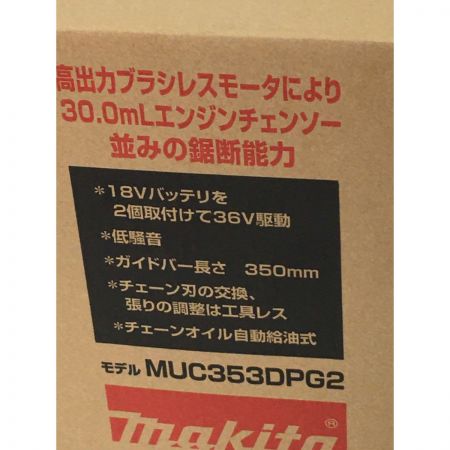 高出力ブラシレスモータにより
30.0mLエンジンチェンソー
並みの鋸断能力
*18Vバッテリを
2個取付けて36V駆動
*低騒音
*ガイドバー長さ 350mm
*チェーン刃の交換、
張りの調整は工具レス
*チェーンオイル自動給油式
モデル MUC353DPG2
makita®